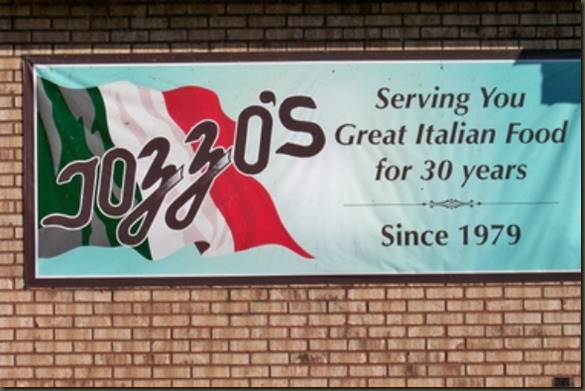 Jozzo's
Serving You
Great Italian Food
for 30 years
Since 1979